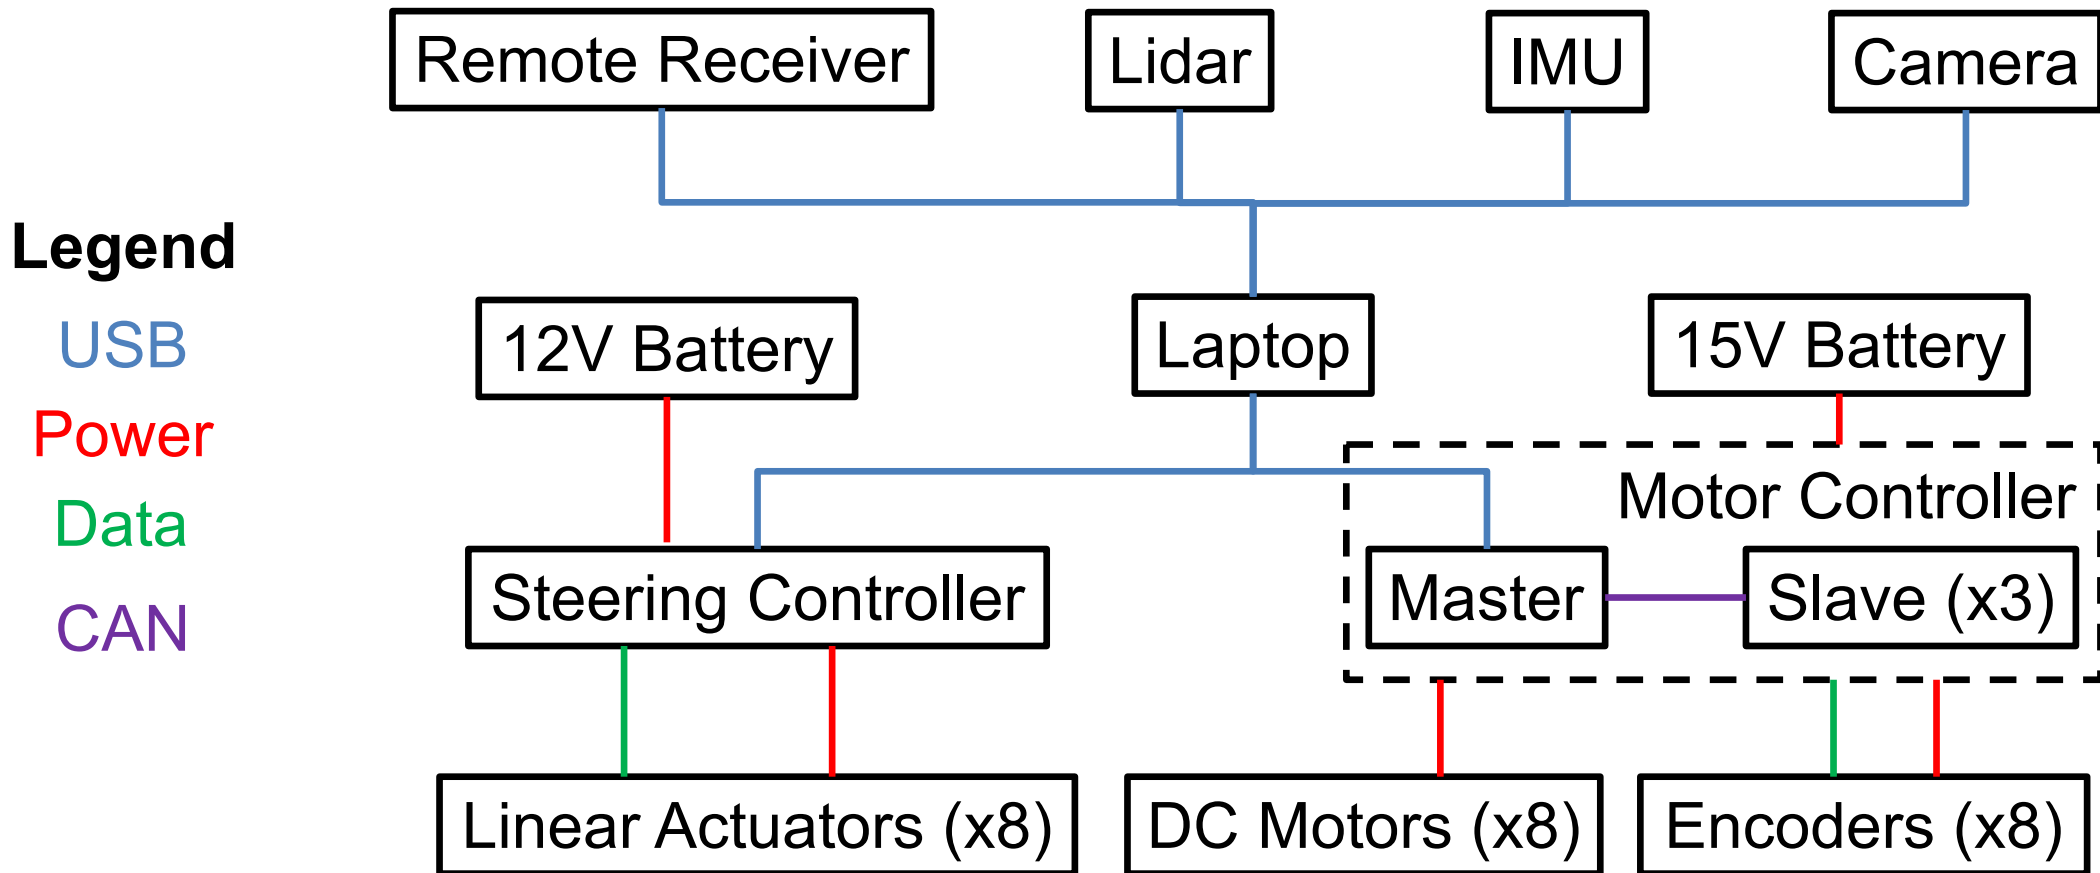 Remote Receiver
Lidar
IMU
Camera
Legend
USB
Power
Data
CAN
12V Battery
Laptop
15V Battery
Motor Controller
Steering Controller
Master
Slave (x3)
Linear Actuators (x8)
DC Motors (x8)
Encoders (x8)